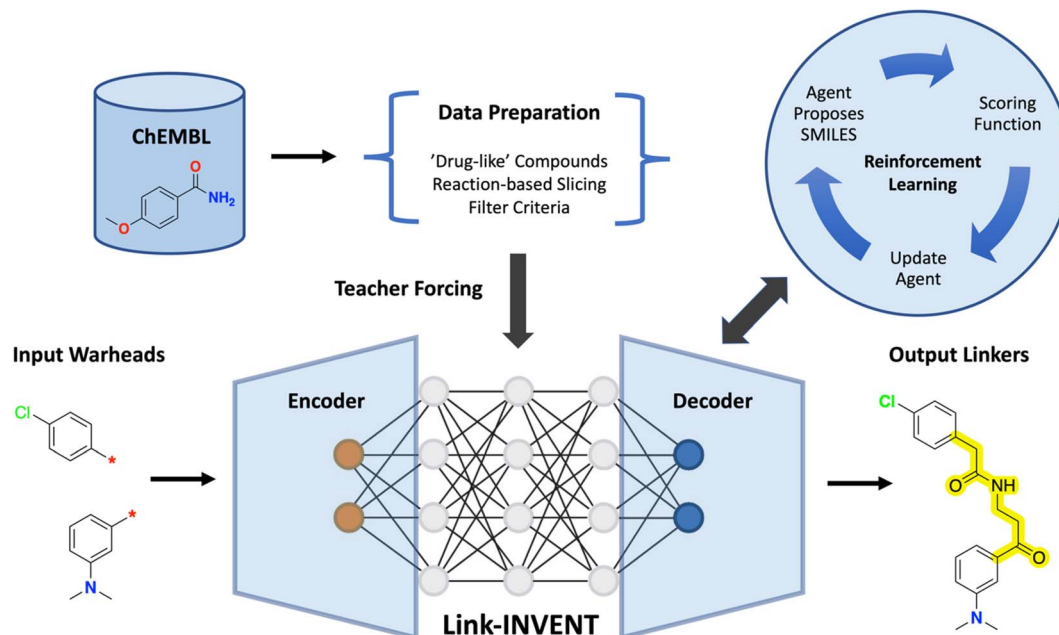 ChEMBL
O
NH2
O
Data Preparation
’Drug-like’ Compounds
Reaction-based Slicing
Filter Criteria
Agent
Proposes
SMILES
Scoring
Function
Reinforcement
Learning
Update
Agent
Teacher Forcing
Input Warheads
Cl
*
*
N
Encoder
Decoder
Link-INVENT
Output Linkers
Cl
O
NH
O
N